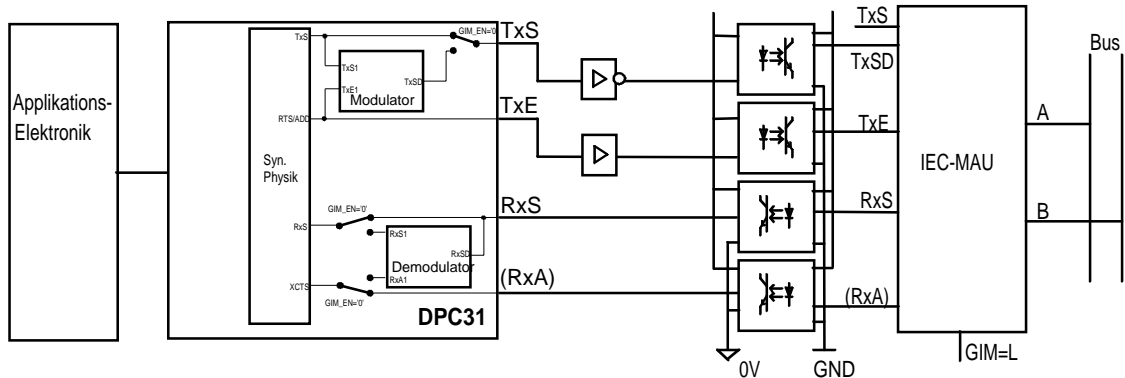 Applikations-
Elektronik
Syn.
Physik
TxS
RTS/ADD
RxS
XCTS
TxS1
TxE1
TxSD
Modulator
GIM_EN='0'
GIM_EN='0'
RxS1
RxSD
Demodulator
RxA1
GIM_EN='0'
DPC31
TxS
TxE
RxS
(RxA)
0V
GND
TxS
TxSD
TxE
RxS
(RxA)
IEC-MAU
GIM=L
A
B
Bus